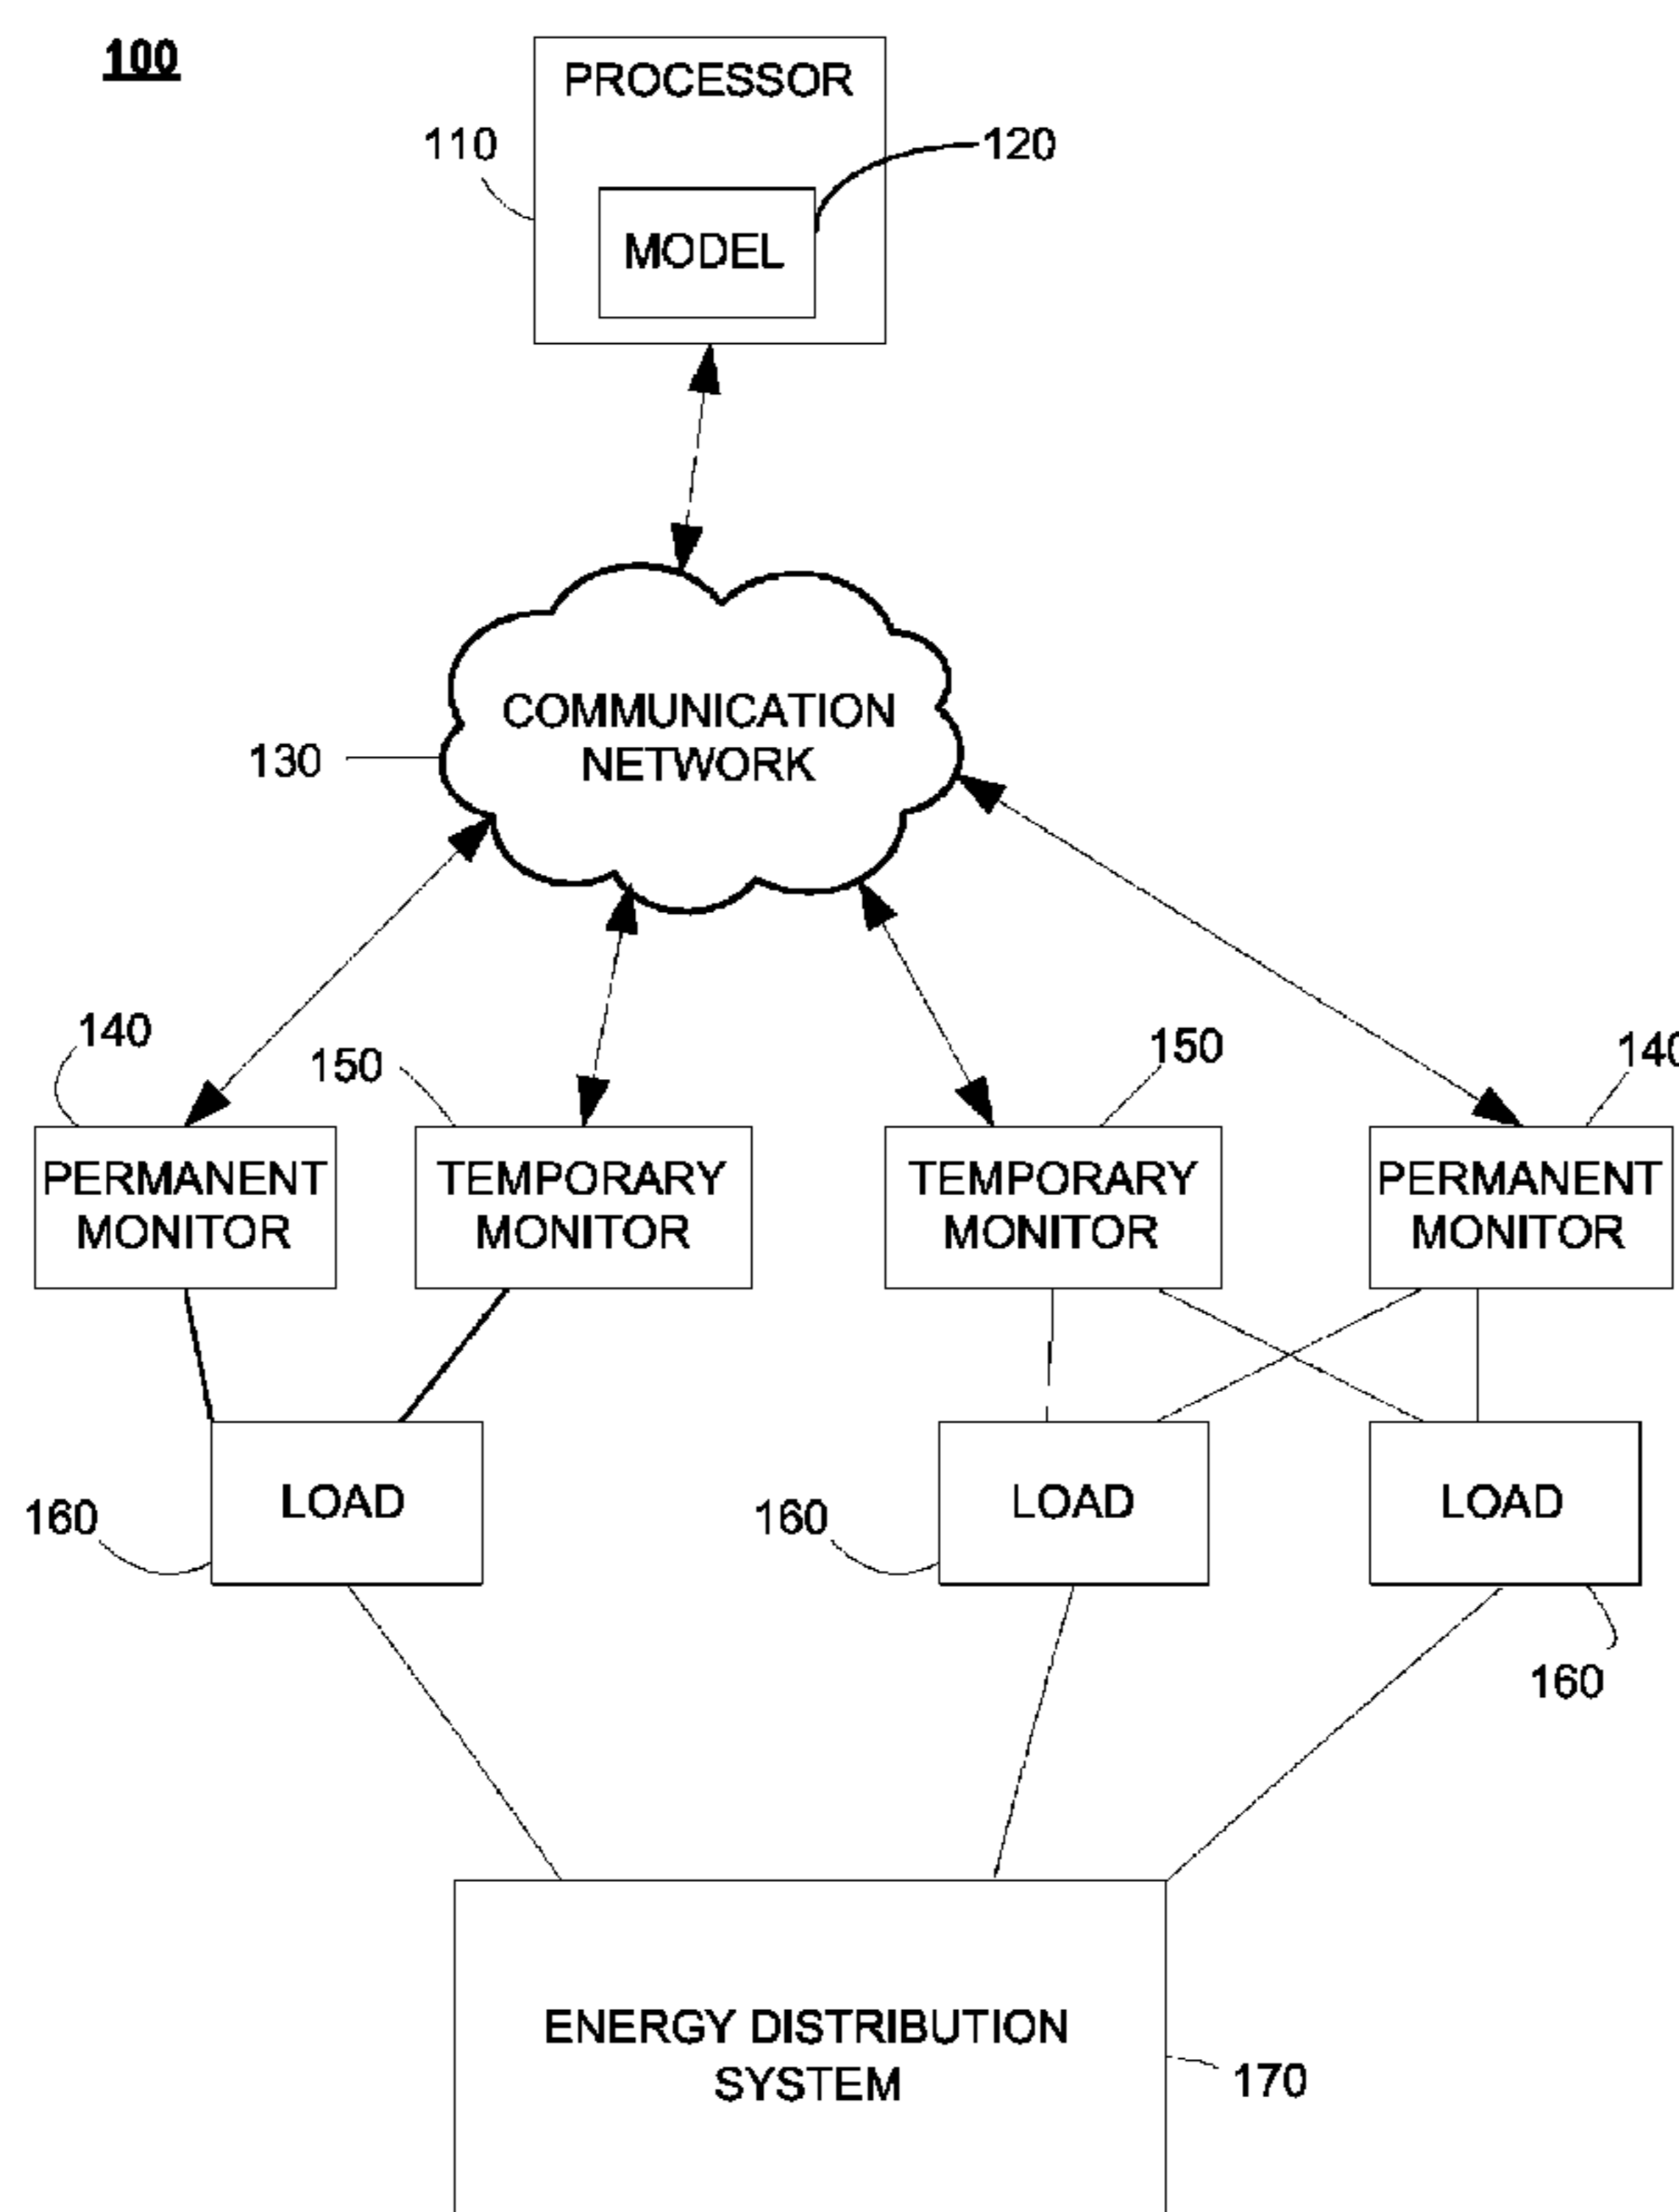 100
PROCESSOR
110
120
MODEL
COMMUNICATION
NETWORK
130
140
150
150
140
PERMANENT
MONITOR
TEMPORARY
MONITOR
TEMPORARY
MONITOR
PERMANENT
MONITOR
LOAD
LOAD
LOAD
160
160
160
ENERGY DISTRIBUTION
SYSTEM
170